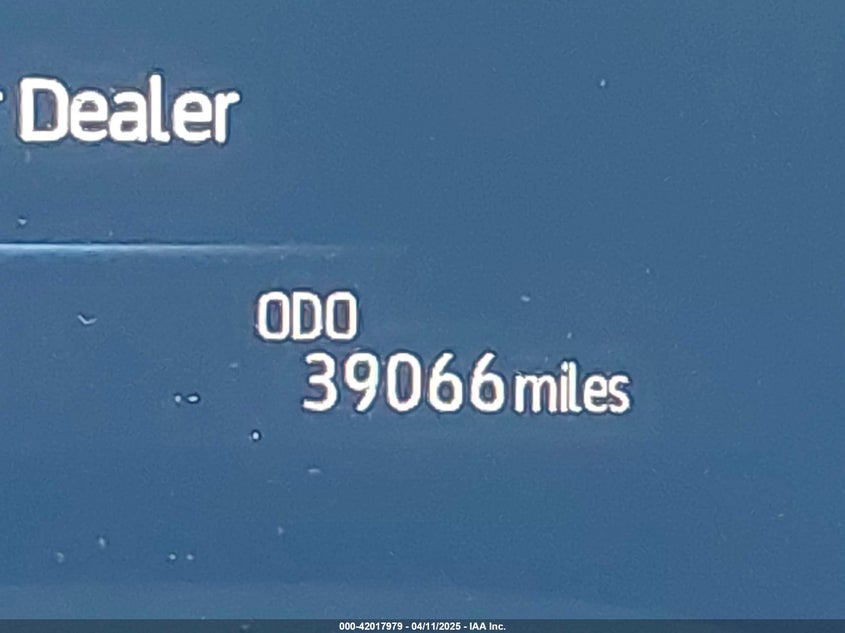 Dealer
ODO
39066 miles
000-42017979 - 04/11/2025 - IAA Inc.